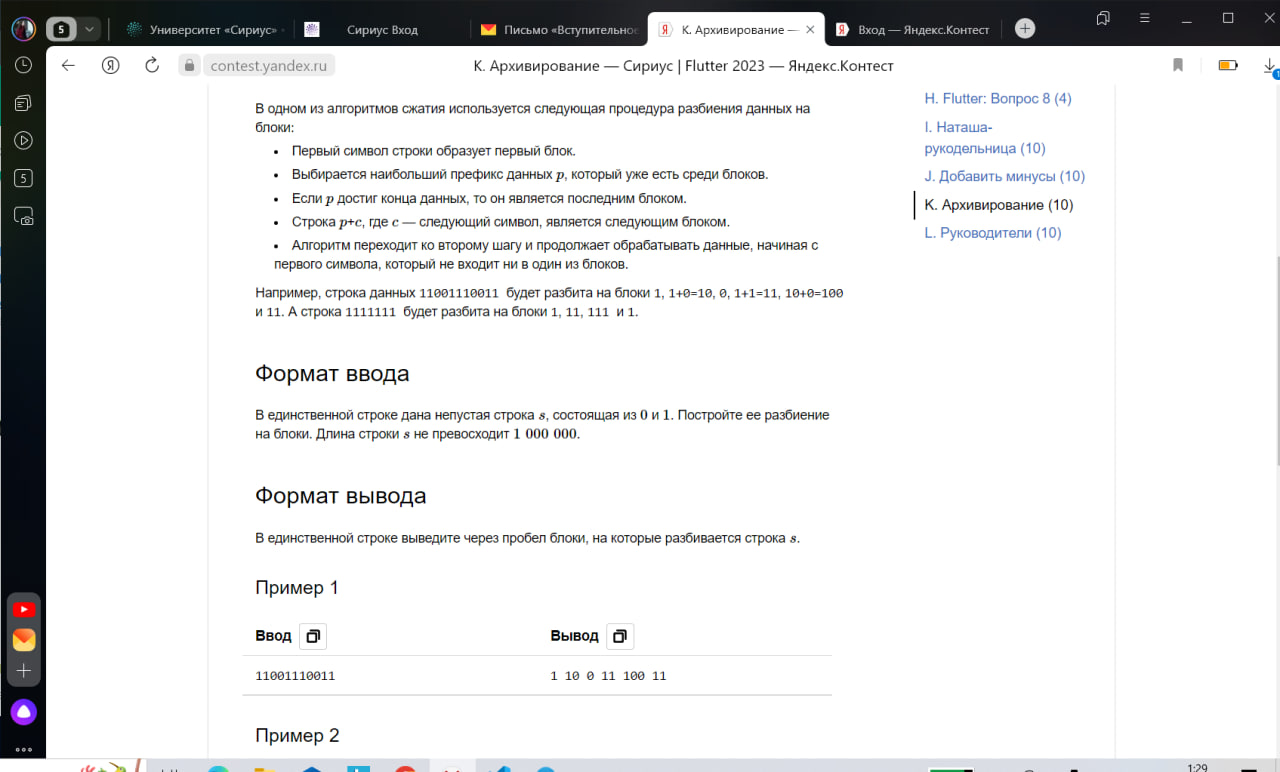 5
Университет «Сириус»
Сириус Вход
Письмо «Вступительное
К. Архивирование —
Вход — Яндекс.Контест
contest.yandex.ru
К. Архивирование — Сириус | Flutter 2023 — Яндекс.Контест
1
5
В одном из алгоритмов сжатия используется следующая процедура разбиения данных на
блоки:
• Первый символ строки образует первый блок.
• Выбирается наибольший префикс данных p, который уже есть среди блоков.
• Если p достиг конца данных, то он является последним блоком.
• Строка p+c, где c — следующий символ, является следующим блоком.
• Алгоритм переходит ко второму шагу и продолжает обрабатывать данные, начиная с
первого символа, который не входит ни в один из блоков.
Например, строка данных 11001110011 будет разбита на блоки 1, 1+0=10, 0, 1+1=11, 10+0=100
и 11. А строка 1111111 будет разбита на блоки 1, 11, 111 и 1.
Формат ввода
В единственной строке дана непустая строка s, состоящая из 0 и 1. Постройте ее разбиение
на блоки. Длина строки s не превосходит 1 000 000.
Формат вывода
В единственной строке выведите через пробел блоки, на которые разбивается строка s.
Пример 1
Ввод
Вывод
11001110011
1 10 0 11 100 11
Пример 2
H. Flutter: Вопрос 8 (4)
I. Наташа-
рукодельница (10)
J. Добавить минусы (10)
K. Архивирование (10)
L. Руководители (10)
1:29